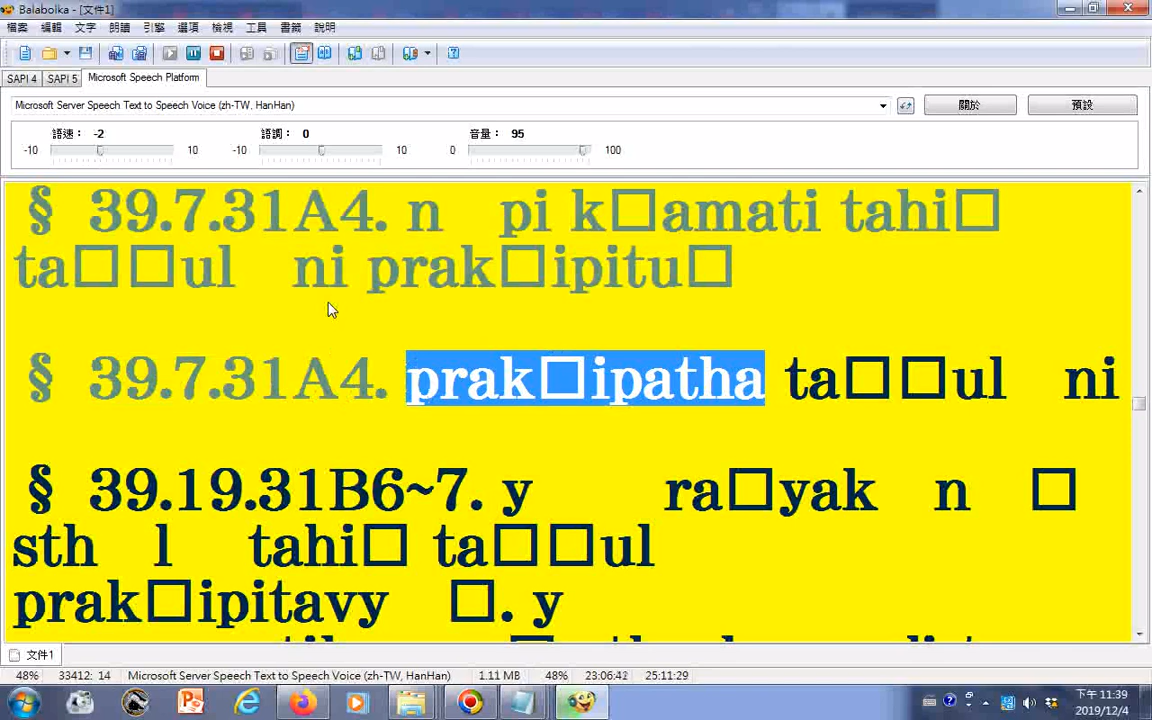 Balabolka - [文件1]
檔案 編輯 文字 朗讀 引擎 選項 檢視 工具 書籤 說明
SAPI 4 SAPI 5 Microsoft Speech Platform
Microsoft Server Speech Text to Speech Voice (zh-TW, HanHan) 關於 預設
語速： -2 語調： 0 音量： 95
-10 10 -10 10 0 100
§ 39.7.31A4. n pi k□amati tahi□
ta□□ul ni prak□ipitu□
§ 39.7.31A4. prak□ipatha ta□□ul ni
§ 39.19.31B6~7. y ra□yak n □
sth l tahi□ ta□□ul
prak□ipitavy □. y
文件1
48% 33412: 14 Microsoft Server Speech Text to Speech Voice (zh-TW, HanHan) 1.11 MB 48% 23:06:42 25:11:29
下午 11:39
2019/12/4